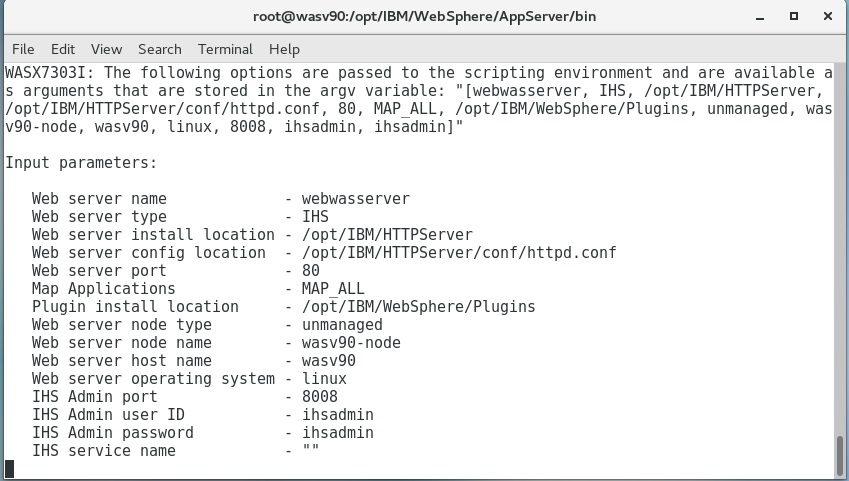 root@wasv90:/opt/IBM/WebSphere/AppServer/bin
File Edit View Search Terminal Help
WASX7303I: The following options are passed to the scripting environment and are available a
s arguments that are stored in the argv variable: "[webwasserver, IHS, /opt/IBM/HTTPServer,
/opt/IBM/HTTPServer/conf/httpd.conf, 80, MAP_ALL, /opt/IBM/WebSphere/Plugins, unmanaged, was
v90-node, wasv90, linux, 8008, ihsadmin, ihsadmin]"
Input parameters:
Web server name - webwasserver
Web server type - IHS
Web server install location - /opt/IBM/HTTPServer
Web server config location - /opt/IBM/HTTPServer/conf/httpd.conf
Web server port - 80
Map Applications - MAP_ALL
Plugin install location - /opt/IBM/WebSphere/Plugins
Web server node type - unmanaged
Web server node name - wasv90-node
Web server host name - wasv90
Web server operating system - linux
IHS Admin port - 8008
IHS Admin user ID - ihsadmin
IHS Admin password - ihsadmin
IHS service name - ""